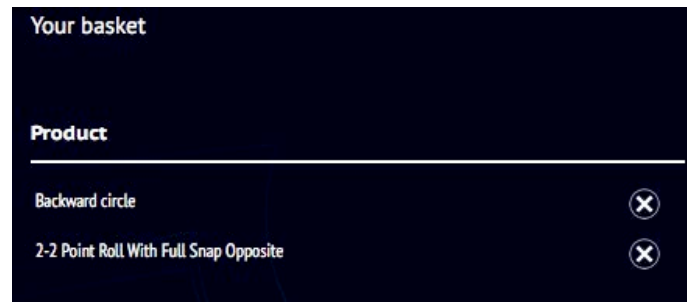 Your basket
Product
Backward circle
2-2 Point Roll With Full Snap Opposite